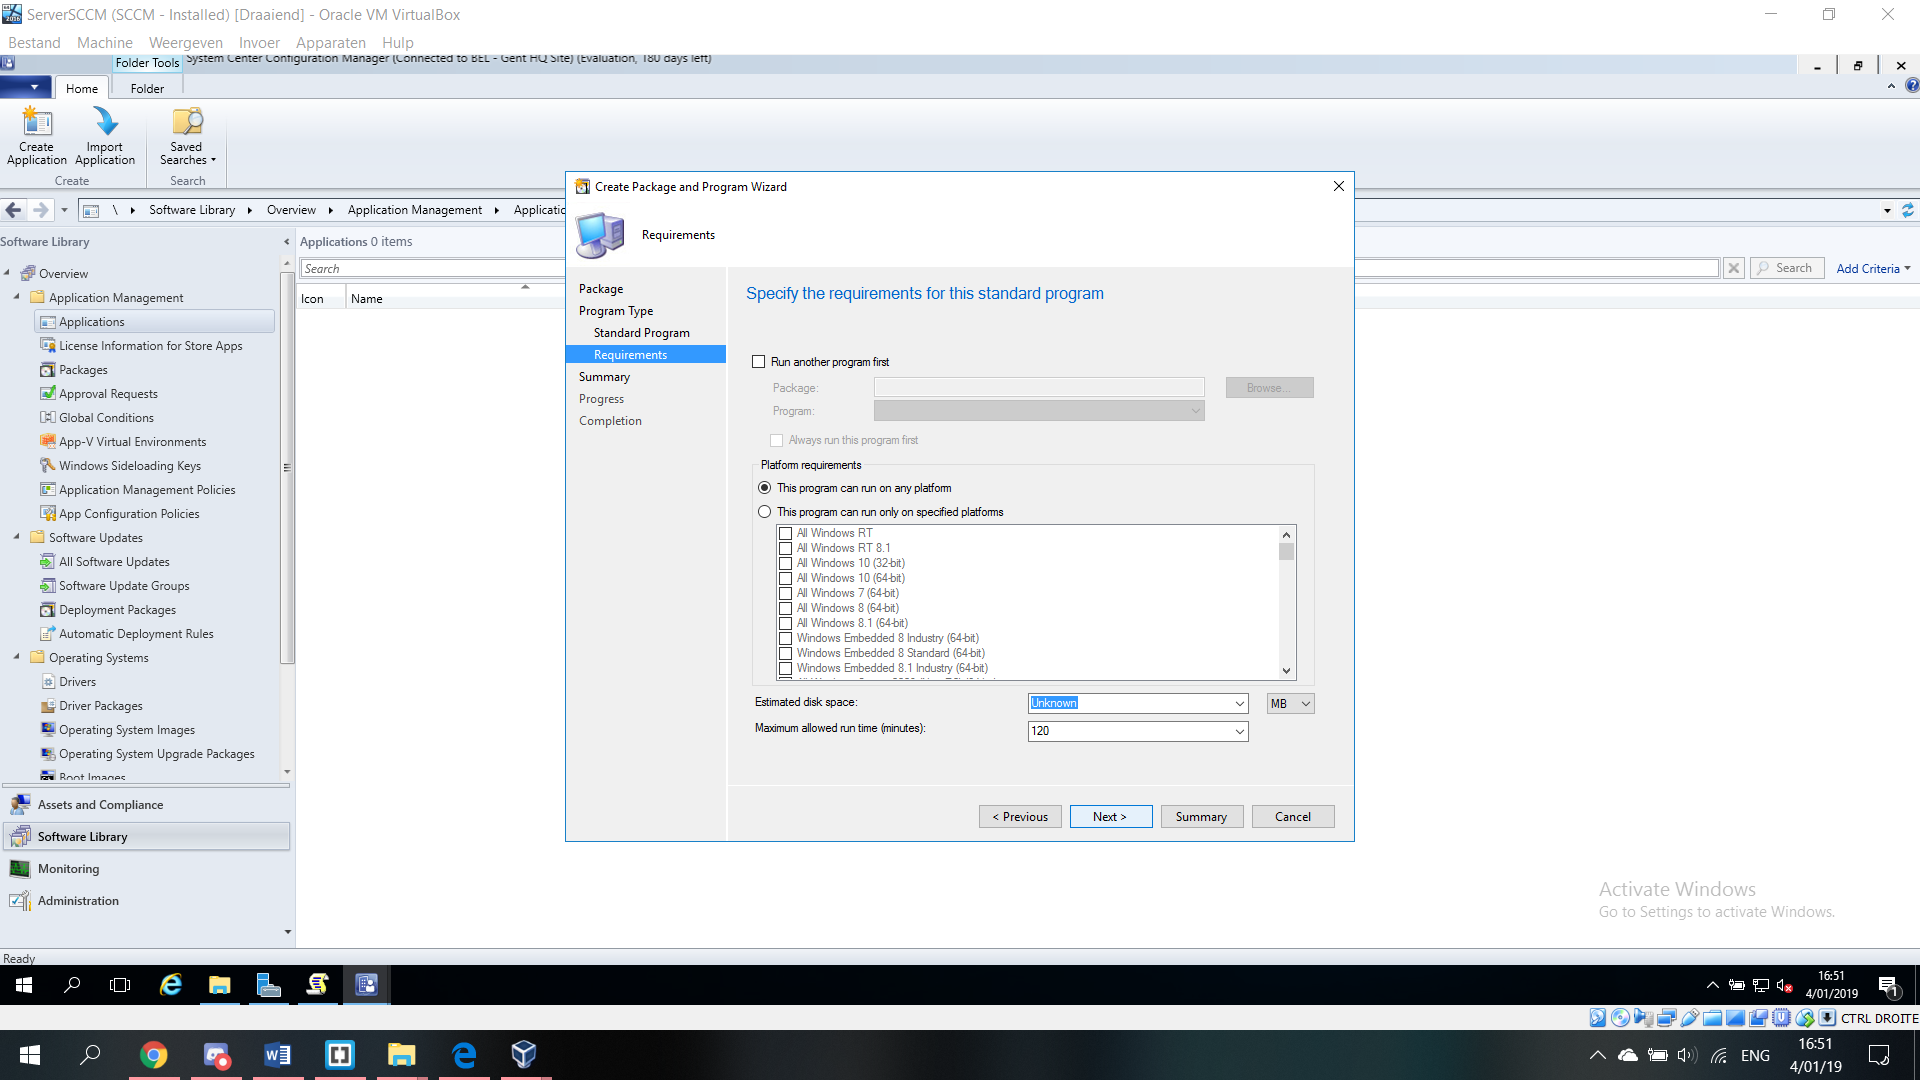 ServerSCCM (SCCM - Installed) [Draaiend] - Oracle VM VirtualBox
Bestand Machine Weergeven Invoer Apparaten Hulp
Folder Tools System Center Configuration Manager (Connected to BEL - Gent HQ Site) (Evaluation, 180 days left)
Home Folder
Create Application
Import Application
Saved Searches
Create
Search
\ Software Library Overview Application Management
Software Library
Applications 0 items
Search
Search
Add Criteria
Icon Name
Overview
Application Management
Applications
License Information for Store Apps
Packages
Approval Requests
Global Conditions
App-V Virtual Environments
Windows Sideloading Keys
Application Management Policies
App Configuration Policies
Software Updates
All Software Updates
Software Update Groups
Deployment Packages
Automatic Deployment Rules
Operating Systems
Drivers
Driver Packages
Operating System Images
Operating System Upgrade Packages
Boot Images
Assets and Compliance
Software Library
Monitoring
Administration
Ready
Create Package and Program Wizard
Requirements
Package
Program Type
Standard Program
Requirements
Summary
Progress
Completion
Specify the requirements for this standard program
Run another program first
Package:
Browse...
Program:
Always run this program first
Platform requirements
This program can run on any platform
This program can run only on specified platforms
All Windows RT
All Windows RT 8.1
All Windows 10 (32-bit)
All Windows 10 (64-bit)
All Windows 7 (64-bit)
All Windows 8 (64-bit)
All Windows 8.1 (64-bit)
Windows Embedded 8 Industry (64-bit)
Windows Embedded 8 Standard (64-bit)
Windows Embedded 8.1 Industry (64-bit)
Estimated disk space: Unknown MB
Maximum allowed run time (minutes): 120
< Previous Next > Summary Cancel
Activate Windows
Go to Settings to activate Windows.
16:51
4/01/2019
1
CTRL DROITE
ENG
16:51
4/01/19